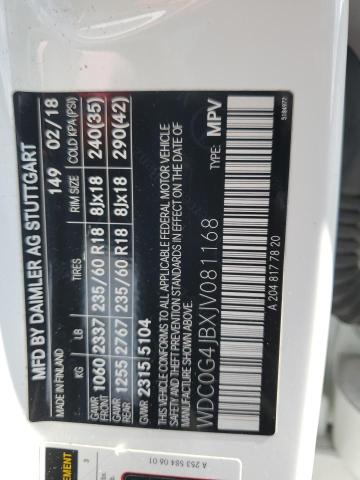 MFD BY DAIMLER AG STUTTGART
MADE IN FINLAND 149 02/18
KG LB TIRES RIM SIZE COLD KPA(PSI)
GAWR FRONT 1060 2337 235/60 R18 8Jx18 240(35)
GAWR REAR 1255 2767 235/60 R18 8Jx18 290(42)
GVWR 2315 5104
THIS VEHICLE CONFORMS TO ALL APPLICABLE FEDERAL MOTOR VEHICLE
SAFETY AND THEFT PREVENTION STANDARDS IN EFFECT ON THE DATE OF
MANUFACTURE SHOWN ABOVE.
WDC0G4JBXJV081168 TYPE: MPV
A 204 817 78 20
5184972
A 253 584 06 01